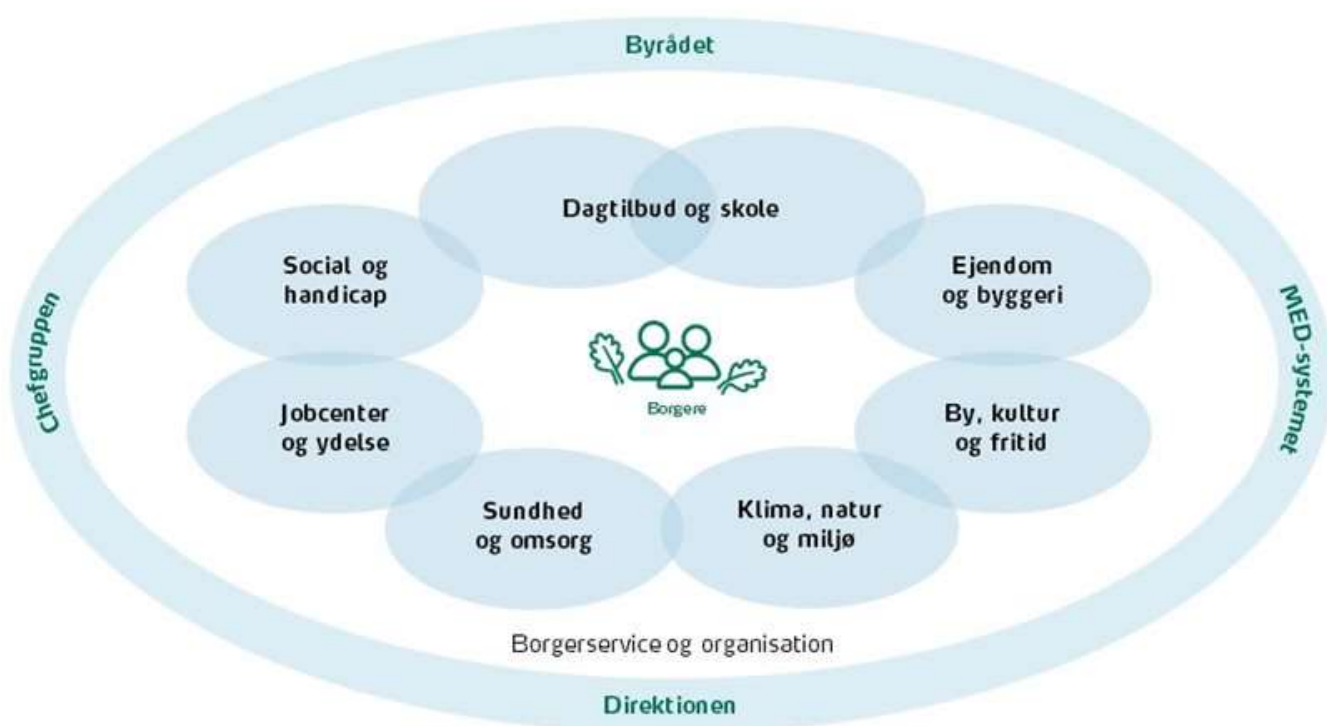 Byrådet
Dagtilbud og skole
Social og
handicap
Ejendom
og byggeri
Chefgruppen
MED-systemet
Borgere
Jobcenter
og ydelse
By, kultur
og fritid
Sundhed
og omsorg
Klima, natur
og miljø
Borgerservice og organisation
Direktionen